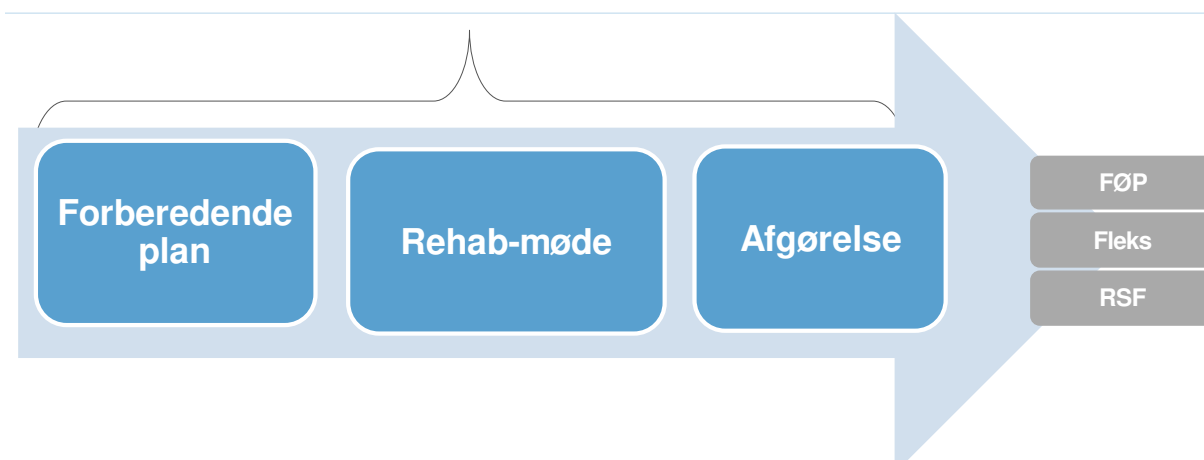 Forberedende
plan
Rehab-møde
Afgørelse
FØP
Fleks
RSF